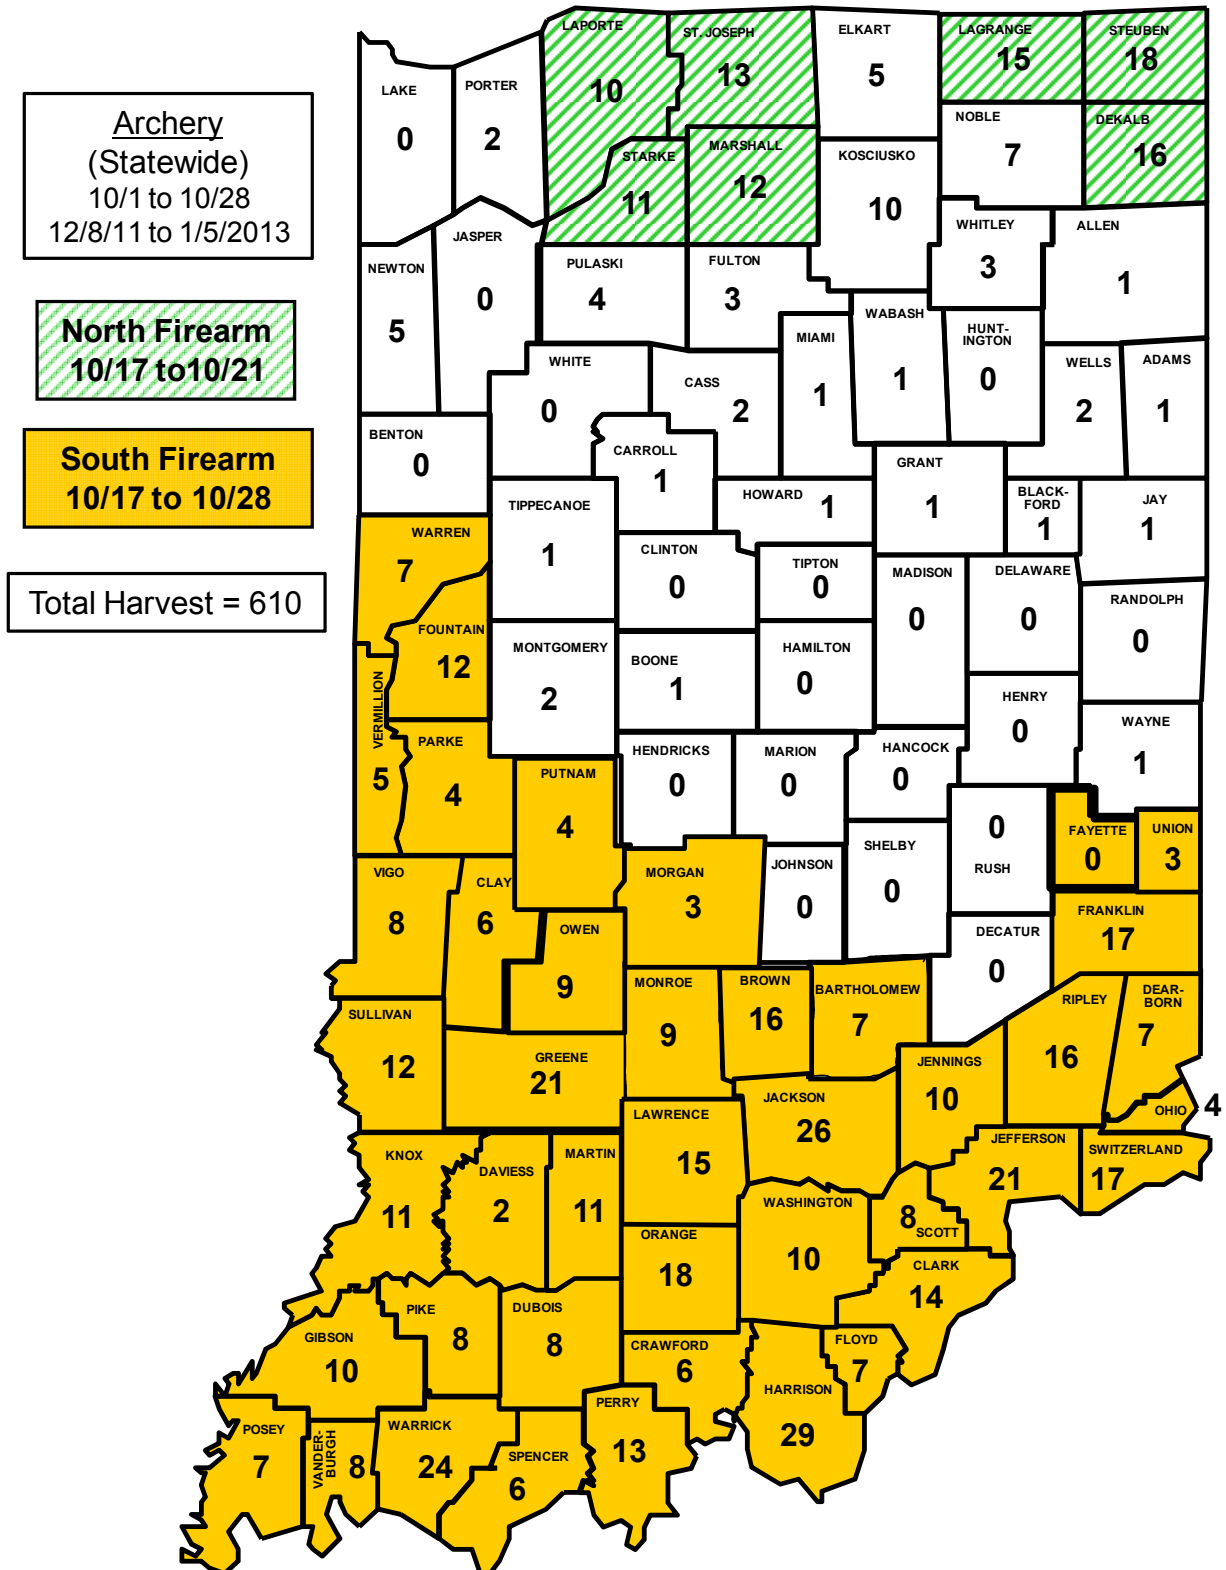 Archery
(Statewide)
10/1 to 10/28
12/8/11 to 1/5/2013
North Firearm
10/17 to10/21
South Firearm
10/17 to 10/28
Total Harvest = 610
LAKE
0
PORTER
2
LAPORTE
10
ST. JOSEPH
13
ELKART
5
LAGRANGE
15
STEUBEN
18
NOBLE
7
DEKALB
16
STARKE
11
MARSHALL
12
KOSCIUSKO
10
WHITLEY
3
ALLEN
1
NEWTON
5
JASPER
0
PULASKI
4
FULTON
3
MIAMI
1
WABASH
1
HUNT-
INGTON
0
WELLS
2
ADAMS
1
WHITE
0
CASS
2
BENTON
0
CARROLL
1
HOWARD
1
GRANT
1
BLACK-
FORD
1
JAY
1
TIPPECANOE
1
WARREN
7
CLINTON
0
TIPTON
0
MADISON
0
DELAWARE
0
RANDOLPH
0
FOUNTAIN
12
MONTGOMERY
2
BOONE
1
HAMILTON
0
HENRY
0
WAYNE
1
VERMILLION
5
PARKE
4
PUTNAM
4
HENDRICKS
0
MARION
0
HANCOCK
0
0
RUSH
FAYETTE
0
UNION
3
VIGO
8
CLAY
6
OWEN
9
MORGAN
3
JOHNSON
0
SHELBY
0
DECATUR
0
FRANKLIN
17
SULLIVAN
12
GREENE
21
MONROE
9
BROWN
16
BARTHOLOMEW
7
JENNINGS
10
RIPLEY
16
DEAR-
BORN
7
OHIO
4
KNOX
11
DAVIESS
2
MARTIN
11
LAWRENCE
15
JACKSON
26
JEFFERSON
21
SWITZERLAND
17
ORANGE
18
WASHINGTON
10
8
SCOTT
CLARK
14
GIBSON
10
PIKE
8
DUBOIS
8
CRAWFORD
6
FLOYD
7
HARRISON
29
POSEY
7
VANDER-
BURGH
8
WARRICK
24
SPENCER
6
PERRY
13